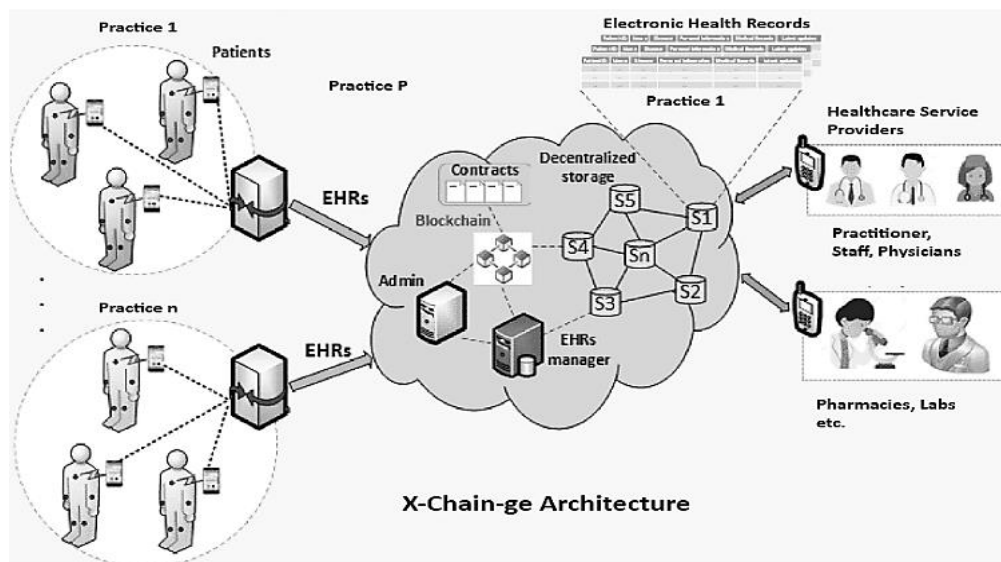 Practice 1
Patients
Practice P
Electronic Health Records
Practice 1
Healthcare Service
Providers
Practitioner,
Staff, Physicians
Pharmacies, Labs
etc.
EHRs
Contracts
Blockchain
Decentralized
storage
S5
S1
S4
Sn
S3
S2
Admin
EHRs
manager
Practice n
EHRs
X-Chain-ge Architecture